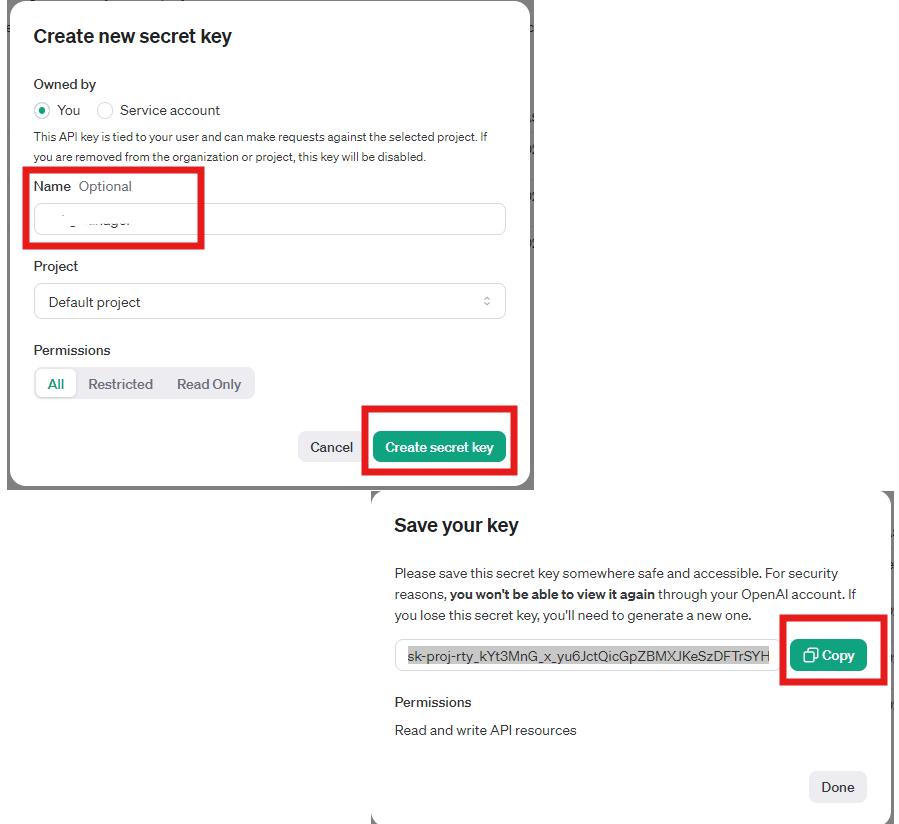 Create new secret key
Owned by
You
Service account
This API key is tied to your user and can make requests against the selected project. If
you are removed from the organization or project, this key will be disabled.
Name Optional
Project
Default project
Permissions
All
Restricted
Read Only
Cancel
Create secret key
Save your key
Please save this secret key somewhere safe and accessible. For security
reasons, you won't be able to view it again through your OpenAI account. If
you lose this secret key, you'll need to generate a new one.
sk-proj-rty_kYt3MnG_x_yu6JctQicGpZBMXJKeSzDFTrSYH
Copy
Permissions
Read and write API resources
Done